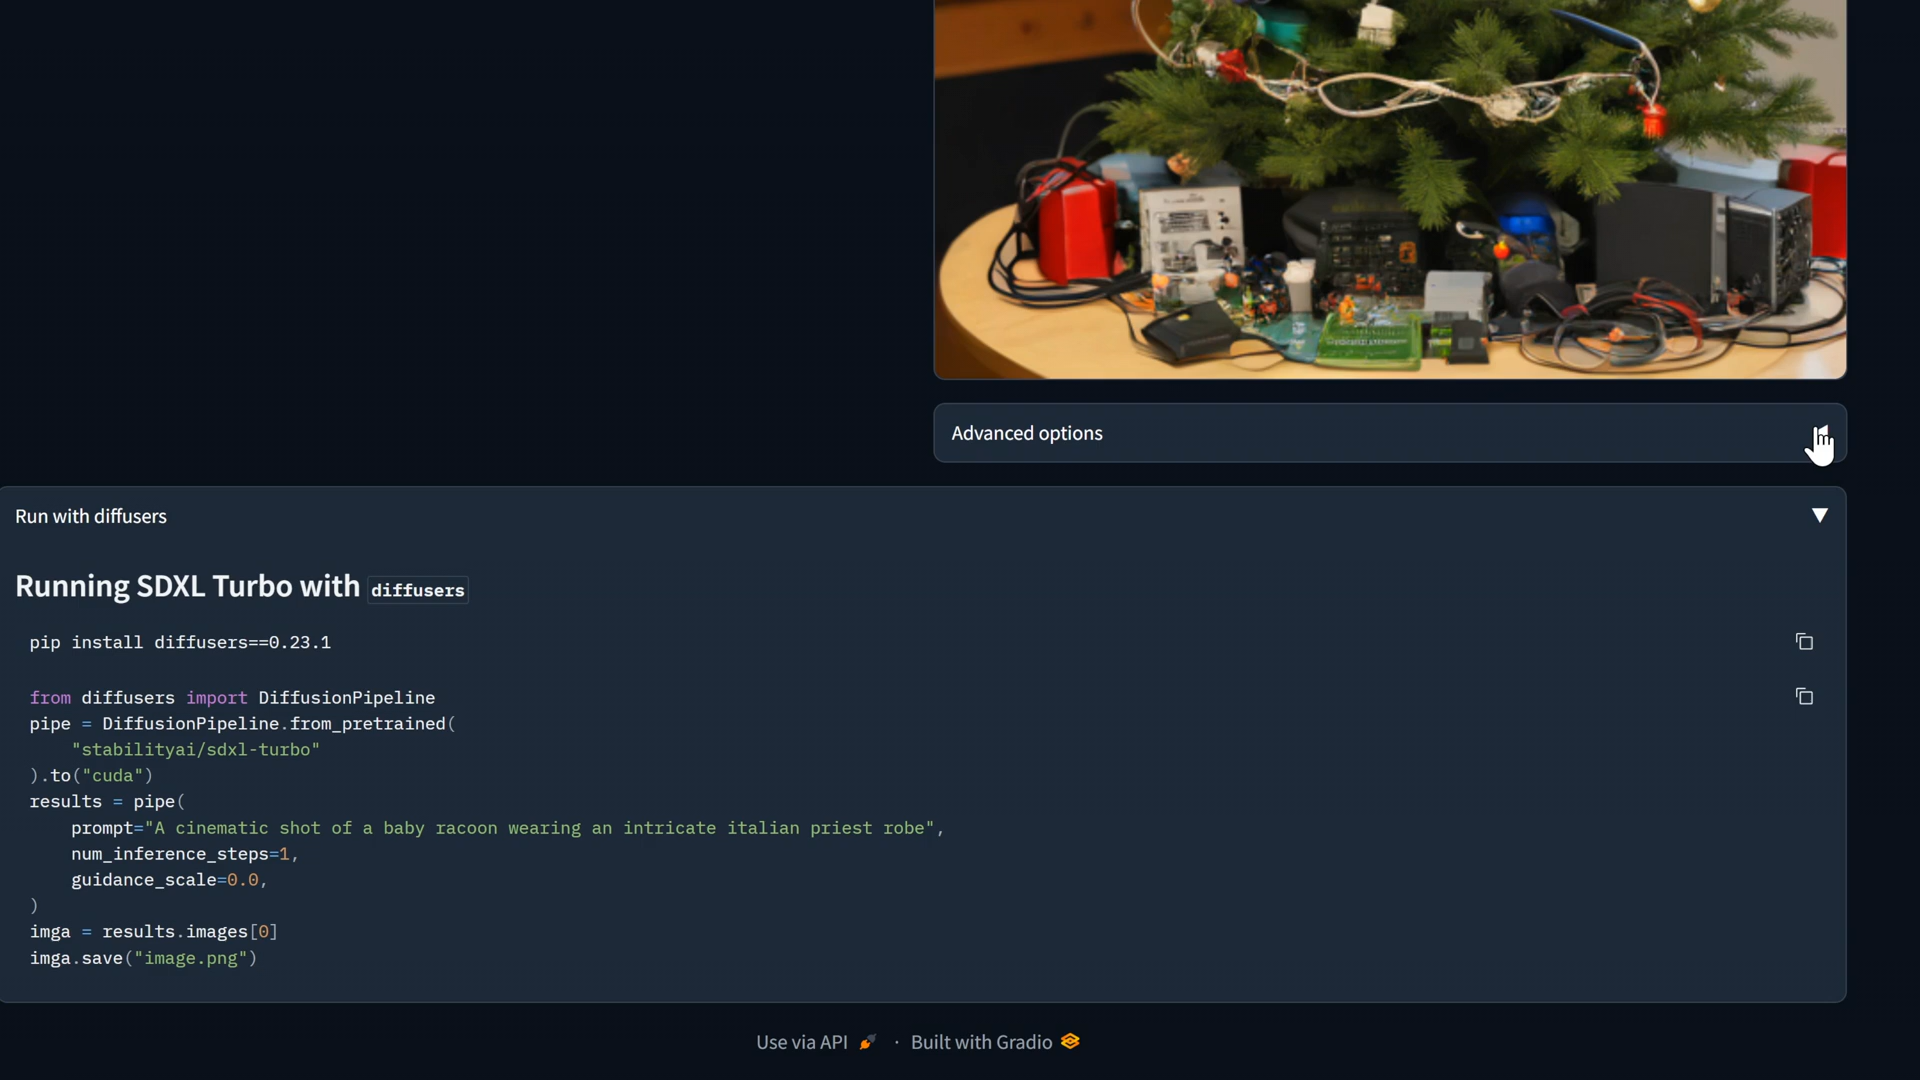 Advanced options
Run with diffusers
Running SDXL Turbo with diffusers
pip install diffusers==0.23.1
from diffusers import DiffusionPipeline
pipe = DiffusionPipeline.from_pretrained(
    "stabilityai/sdxl-turbo"
).to("cuda")
results = pipe(
    prompt="A cinematic shot of a baby racoon wearing an intricate italian priest robe",
    num_inference_steps=1,
    guidance_scale=0.0,
)
imga = results.images[0]
imga.save("image.png")
Use via API · Built with Gradio